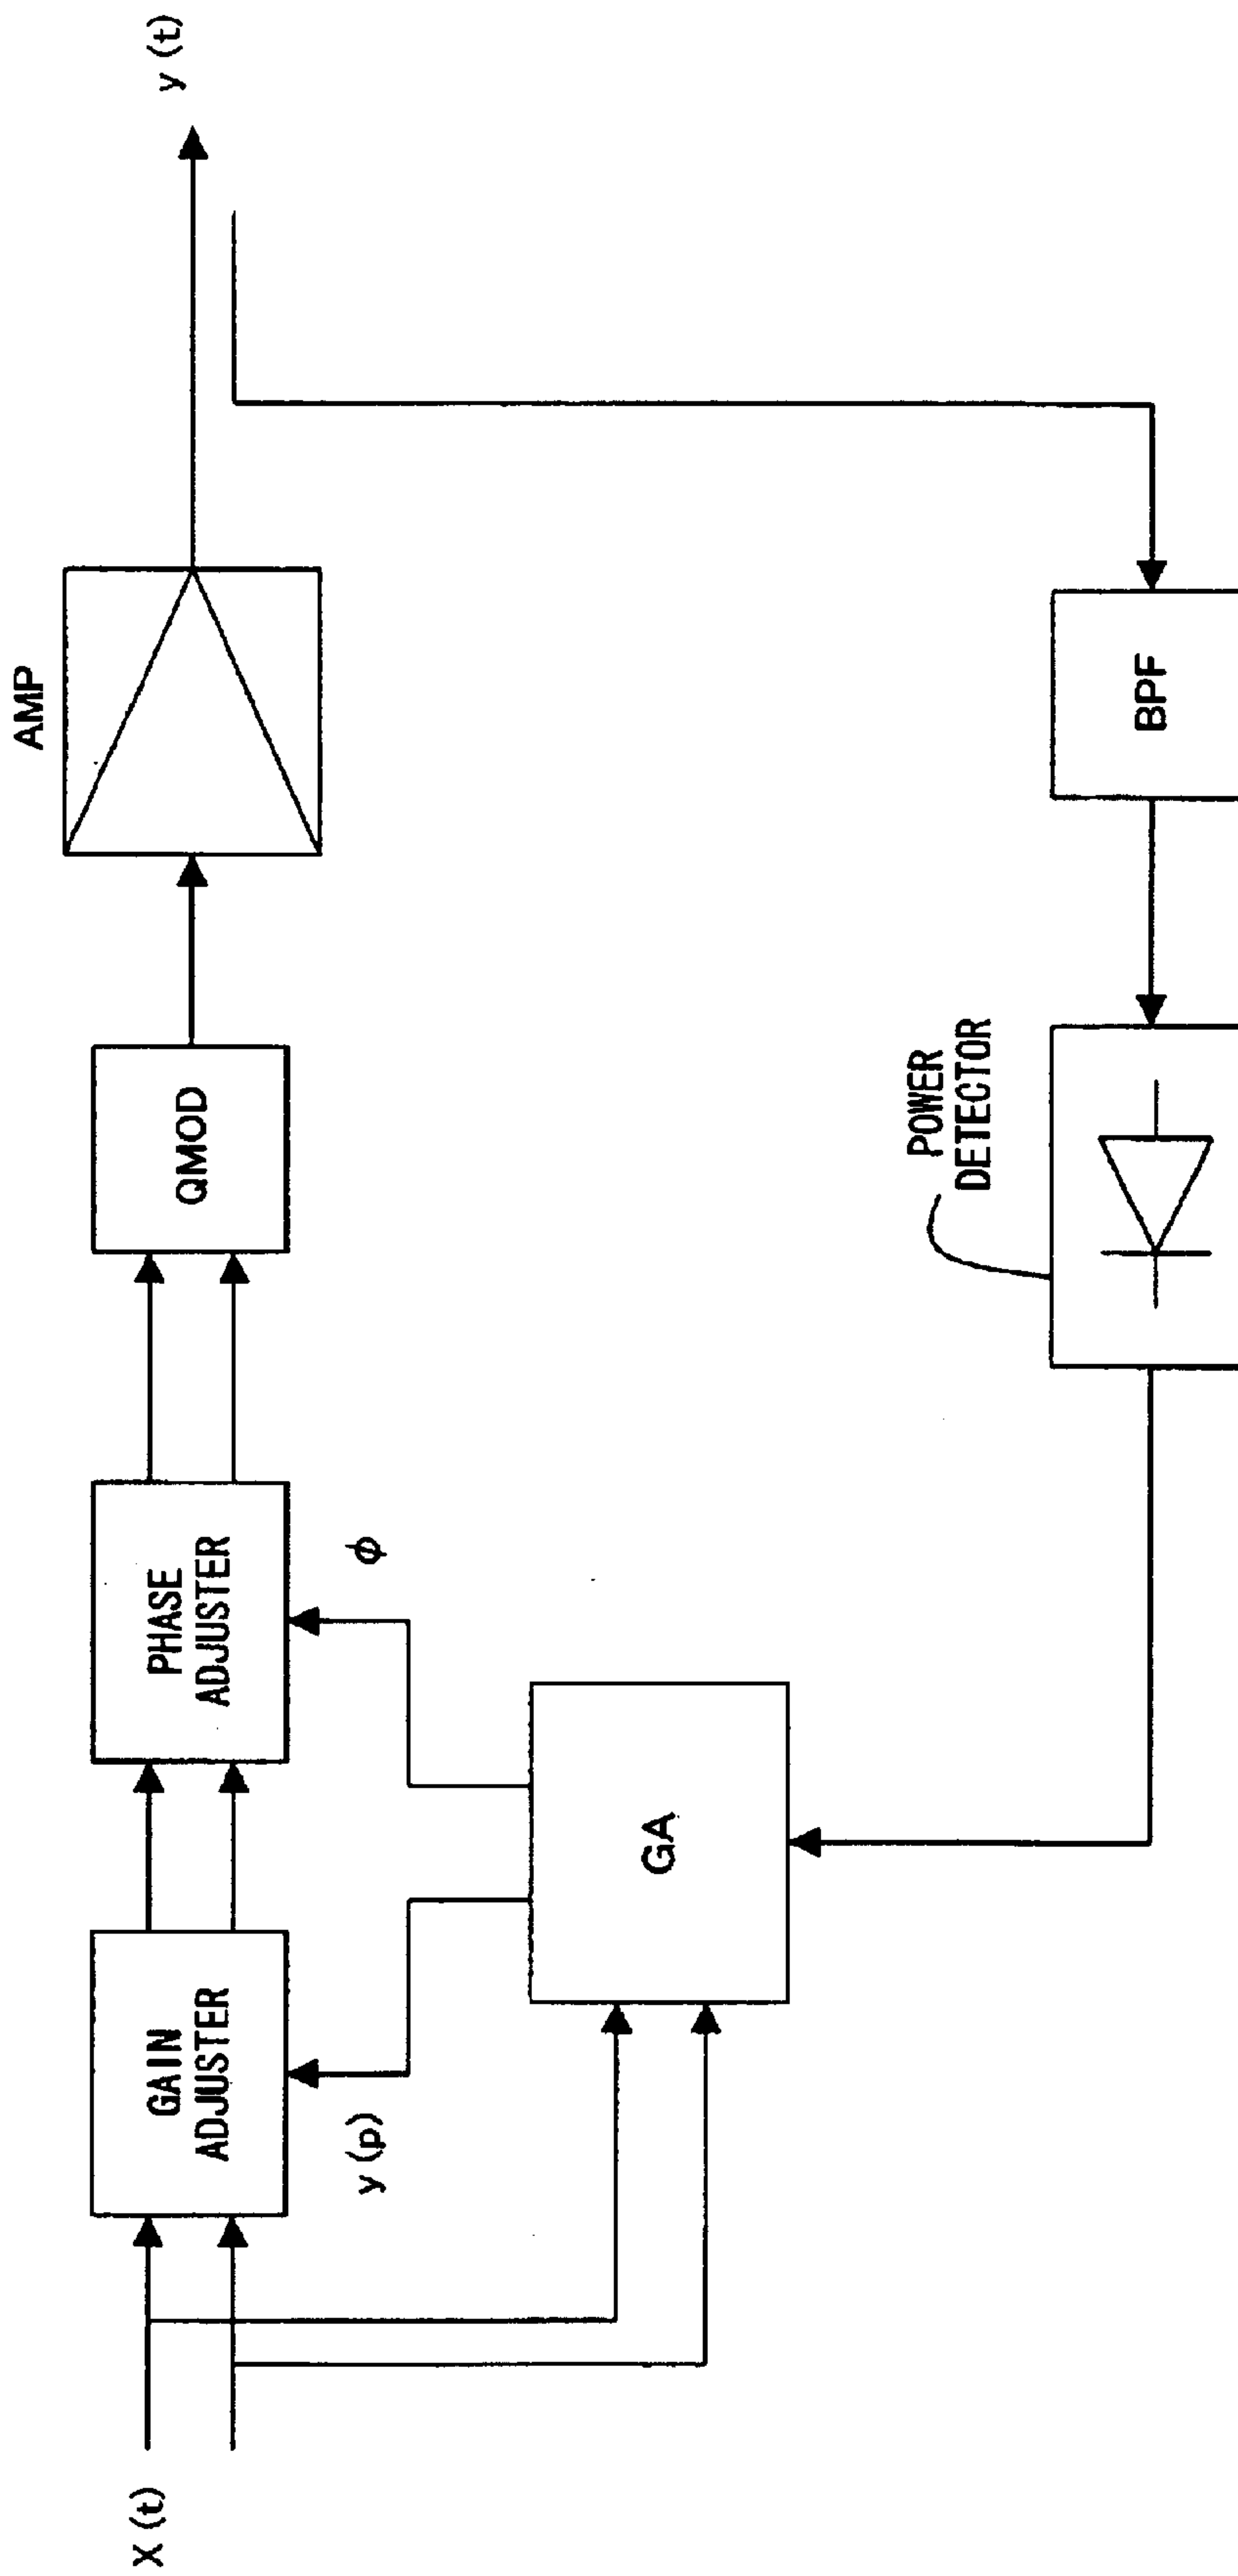 X (t)
GAIN
ADJUSTER
PHASE
ADJUSTER
QMOD
AMP
y (t)
y (p)
ϕ
GA
POWER
DETECTOR
BPF